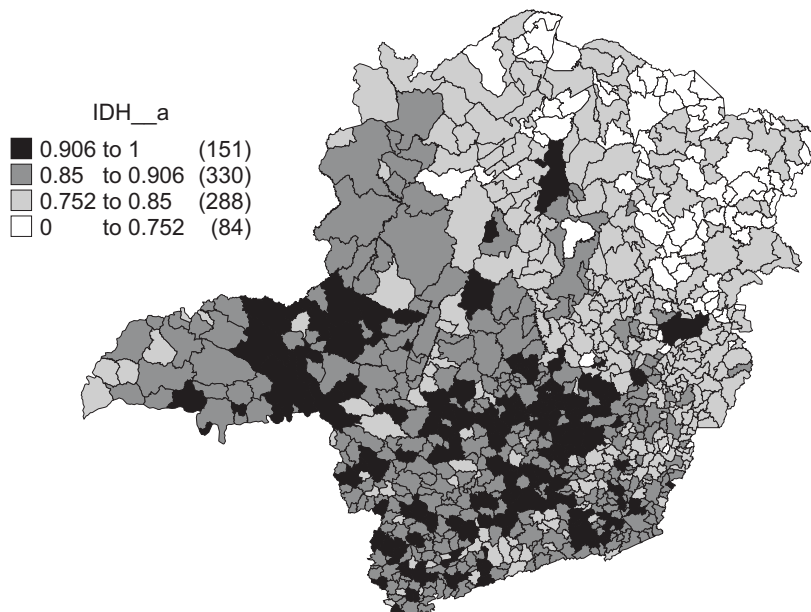 IDH__a
0.906 to 1 (151)
0.85 to 0.906 (330)
0.752 to 0.85 (288)
0 to 0.752 (84)